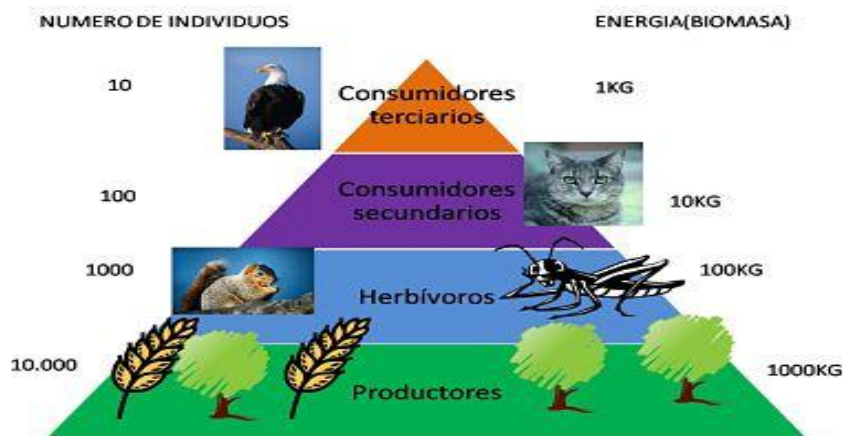 NUMERO DE INDIVIDUOS
ENERGIA(BIOMASA)
10
Consumidores
terciarios
1KG
100
Consumidores
secundarios
10KG
1000
Herbívoros
100KG
10.000
Productores
1000KG